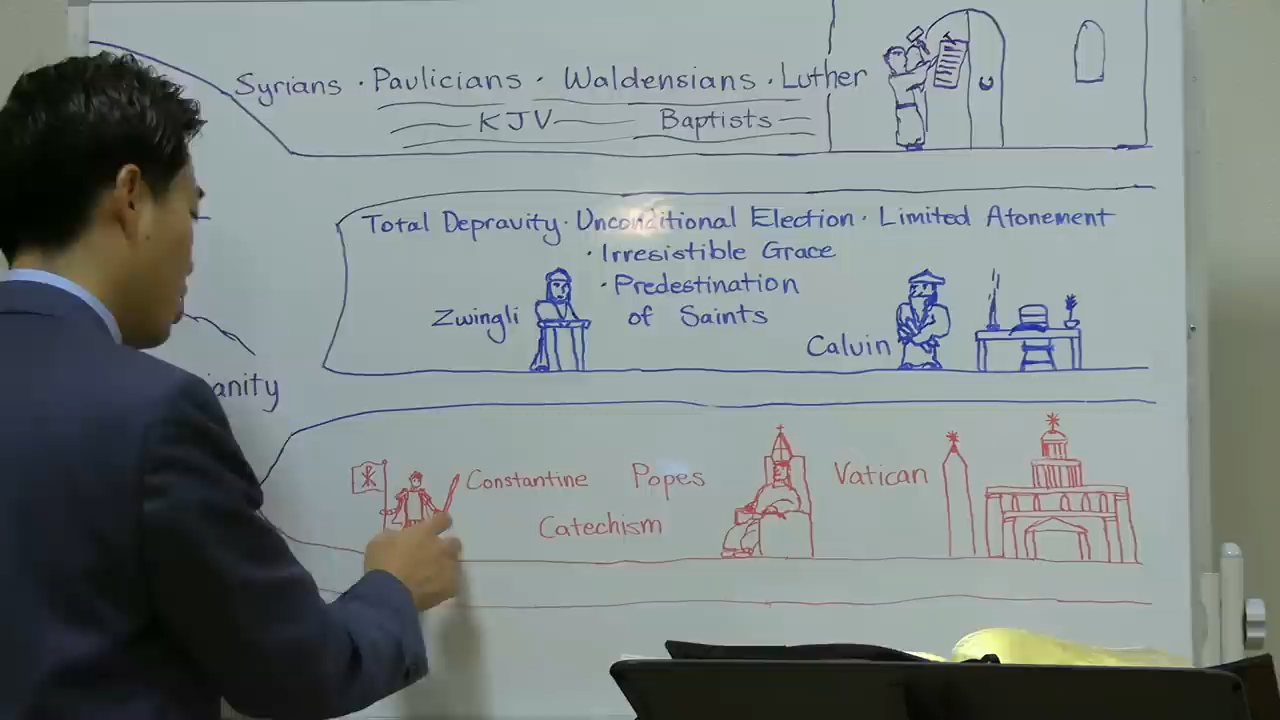 Syrians · Paulicians · Waldensians · Luther
KJV Baptists
Total Depravity · Unconditional Election · Limited Atonement
· Irresistible Grace
· Predestination
of Saints
Zwingli
Calvin
anity
Constantine Popes Vatican
Catechism